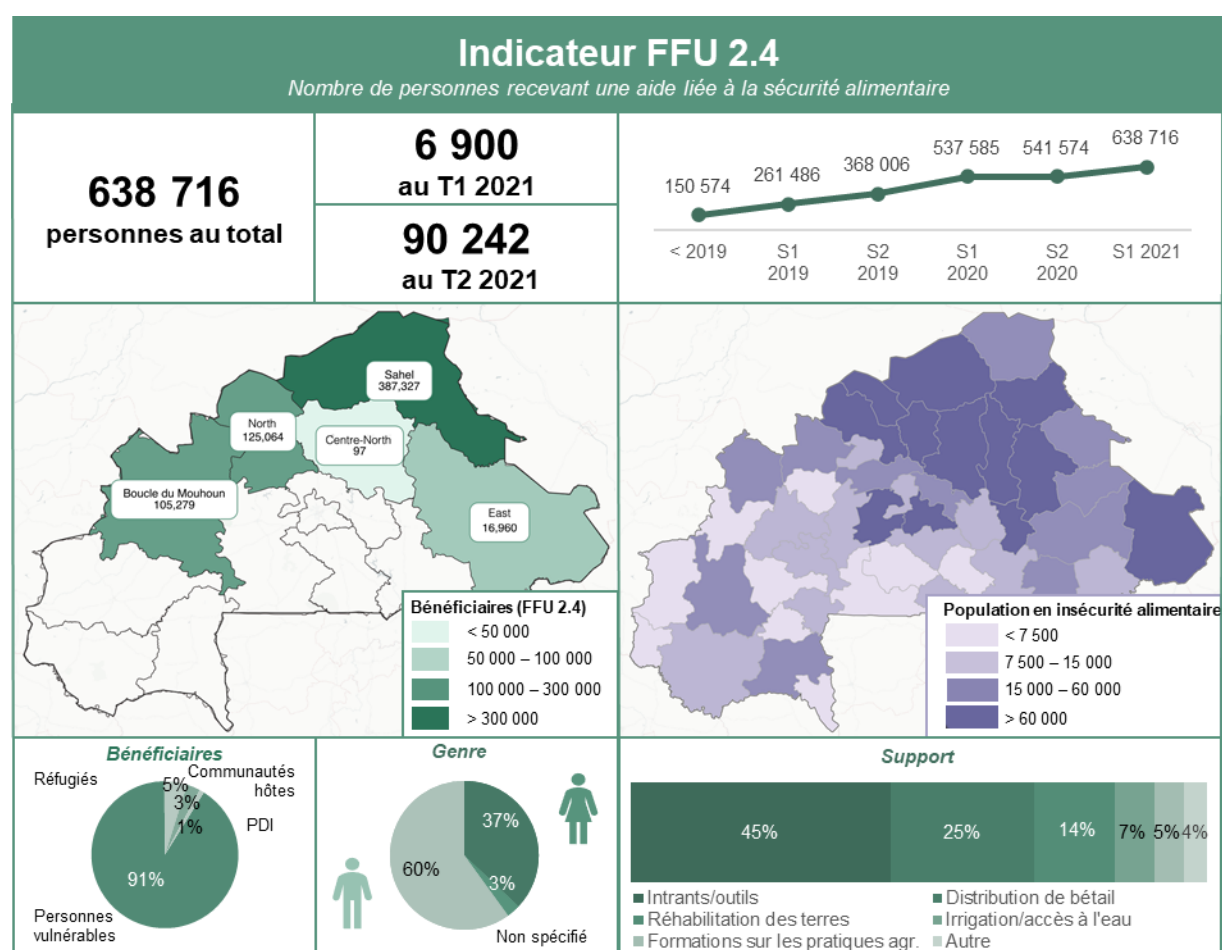 Indicateur FFU 2.4
Nombre de personnes recevant une aide liée à la sécurité alimentaire
638 716
personnes au total
6 900
au T1 2021
90 242
au T2 2021
150 574
261 486
368 006
537 585
541 574
638 716
< 2019
S1
2019
S2
2019
S1
2020
S2
2020
S1 2021
Sahel
387,327
North
125,064
Centre-North
97
Boucle du Mouhoun
105,279
East
16,960
Bénéficiaires (FFU 2.4)
< 50 000
50 000 – 100 000
100 000 – 300 000
> 300 000
Population en insécurité alimentaire
< 7 500
7 500 – 15 000
15 000 – 60 000
> 60 000
Bénéficiaires
Réfugiés
5%
Communautés
hôtes
3%
1%
PDI
91%
Personnes
vulnérables
Genre
37%
60%
3%
Non spécifié
Support
45%
25%
14%
7%
5%
4%
Intrants/outils
Distribution de bétail
Réhabilitation des terres
Irrigation/accès à l'eau
Formations sur les pratiques agr.
Autre